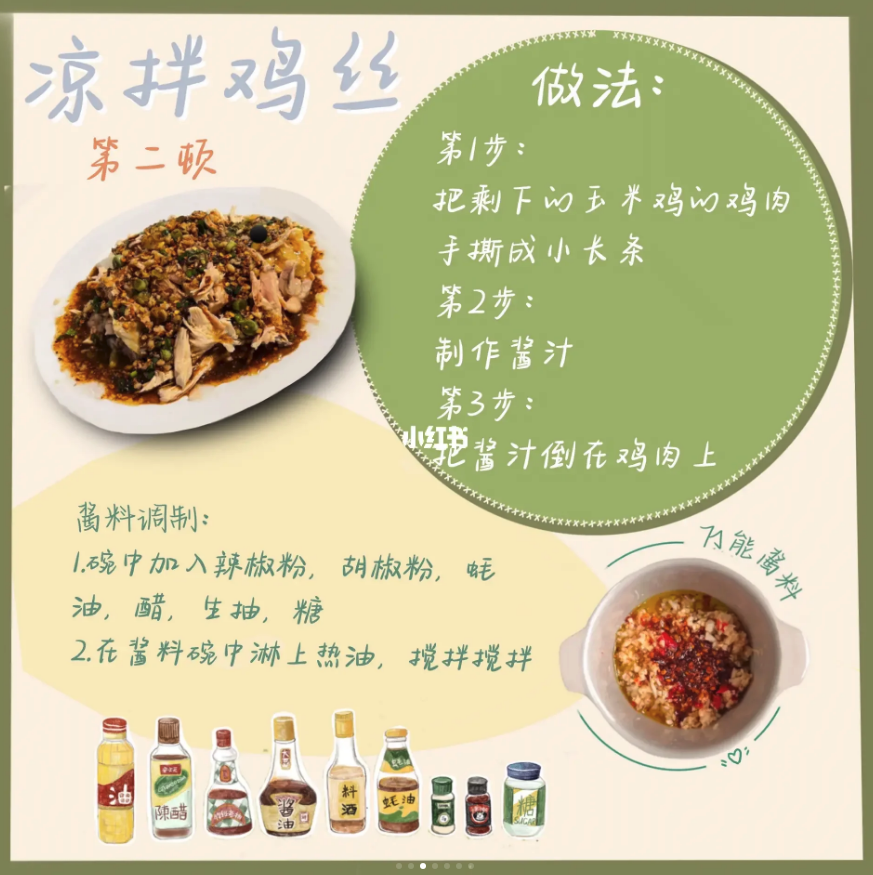 凉拌鸡丝
第二顿
做法：
第1步：
把剩下的玉米鸡的鸡肉
手撕成小长条
第2步：
制作酱汁
第3步：
小红书
把酱汁倒在鸡肉上
酱料调制：
1.碗中加入辣椒粉，胡椒粉，蚝
油，醋，生抽，糖
2.在酱料碗中淋上热油，搅拌搅拌
万能酱料
油
陳醋
酱油
料酒
蚝油
糖